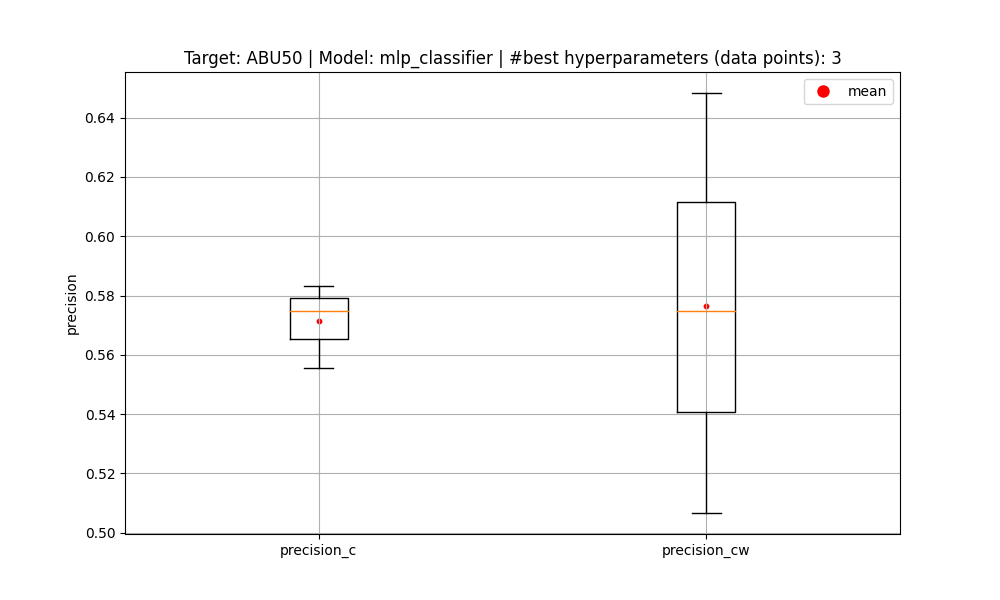 Target: ABU50 | Model: mlp_classifier | #best hyperparameters (data points): 3
mean
0.64
0.62
0.60
0.58
0.56
0.54
0.52
0.50
precision
precision_c
precision_cw